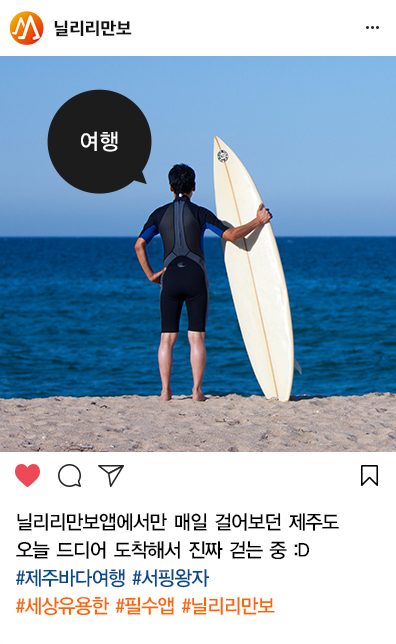 닐리리만보
여행
닐리리만보앱에서만 매일 걸어보던 제주도
오늘 드디어 도착해서 진짜 걷는 중 :D
#제주바다여행 #서핑왕자
#세상유용한 #필수앱 #닐리리만보